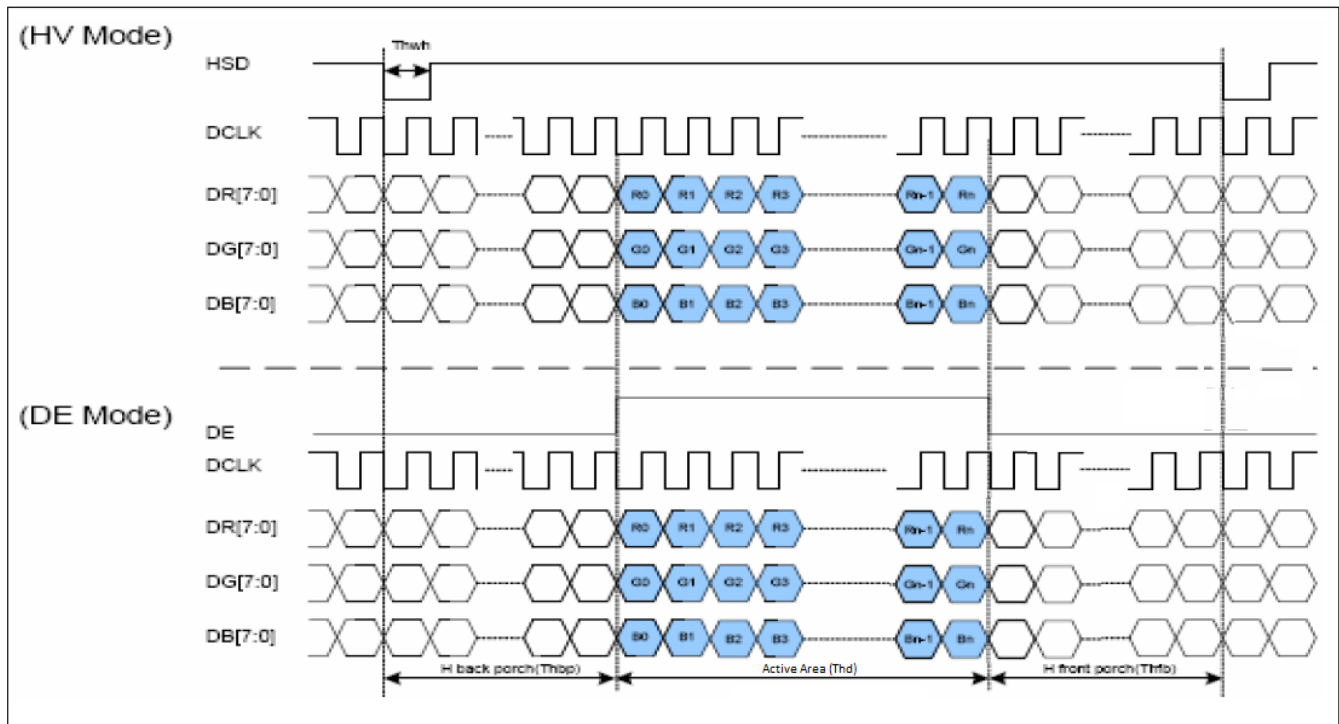 (HV Mode)
Thwh
HSD
DCLK
DR[7:0] R0 R1 R2 R3 Rn-1 Rn
DG[7:0] G0 G1 G2 G3 Gn-1 Gn
DB[7:0] B0 B1 B2 B3 Bn-1 Bn
(DE Mode)
DE
DCLK
DR[7:0] R0 R1 R2 R3 Rn-1 Rn
DG[7:0] G0 G1 G2 G3 Gn-1 Gn
DB[7:0] B0 B1 B2 B3 Bn-1 Bn
H back porch(Thbp) Active Area (Thd) H front porch(Thfb)